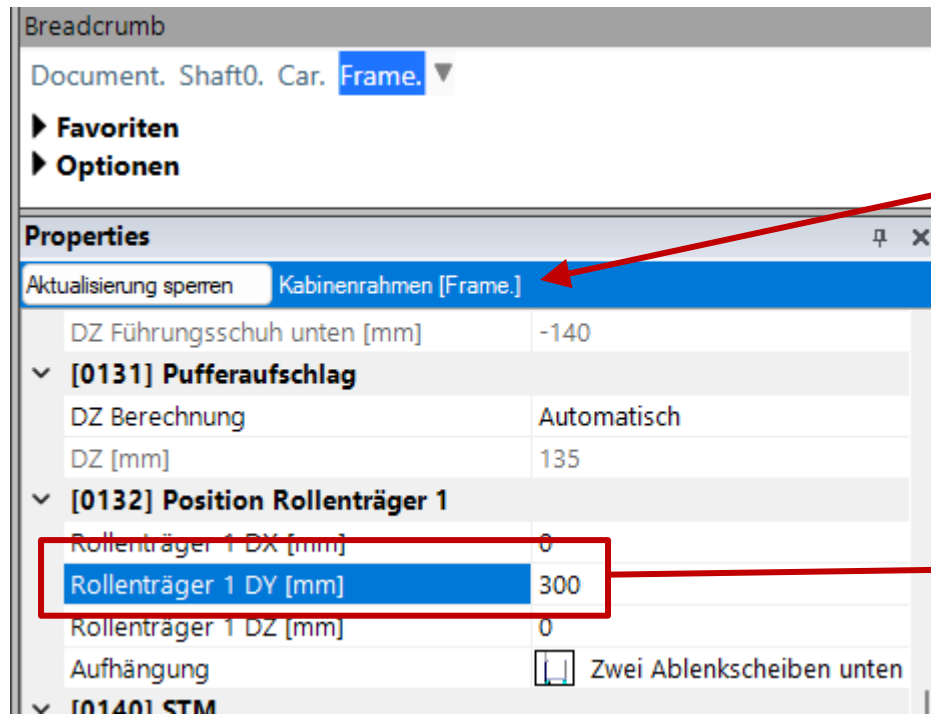 Breadcrumb
Document. Shaft0. Car. Frame.
Favoriten
Optionen
Properties
Aktualisierung sperren Kabinenrahmen [Frame.]
DZ Führungsschuh unten [mm] -140
[0131] Pufferaufschlag
DZ Berechnung Automatisch
DZ [mm] 135
[0132] Position Rollenträger 1
Rollenträger 1 DX [mm] 0
Rollenträger 1 DY [mm] 300
Rollenträger 1 DZ [mm] 0
Aufhängung Zwei Ablenkscheiben unten
[0140] STM